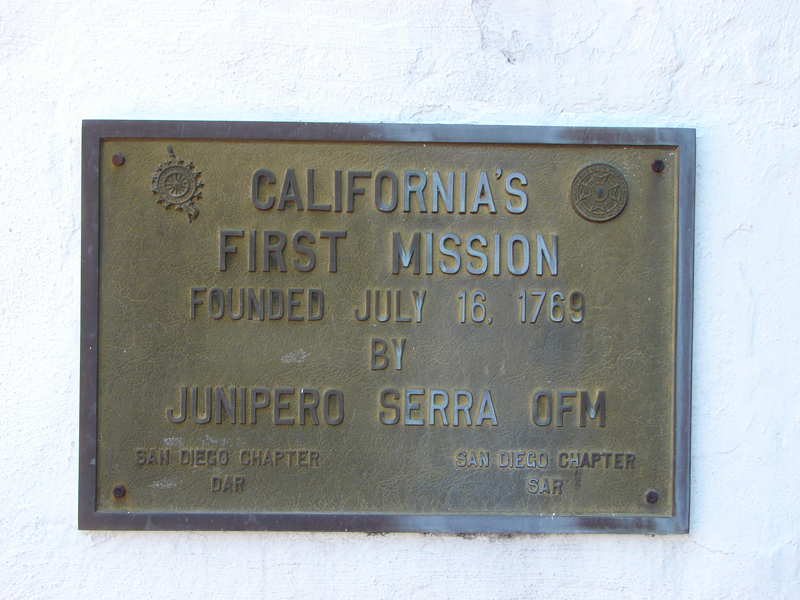 CALIFORNIA'S
FIRST MISSION
FOUNDED JULY 16, 1769
BY
JUNIPERO SERRA OFM
SAN DIEGO CHAPTER
DAR
SAN DIEGO CHAPTER
SAR